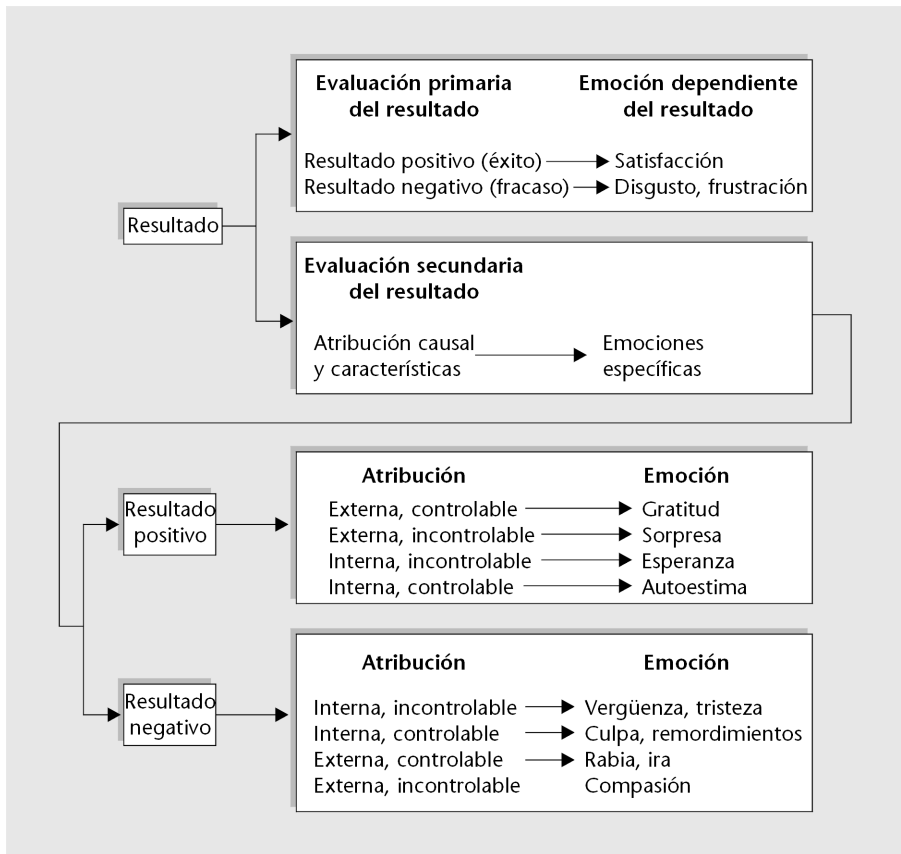 Evaluación primaria
del resultado
Emoción dependiente
del resultado
Resultado positivo (éxito) Satisfacción
Resultado negativo (fracaso) Disgusto, frustración
Resultado
Evaluación secundaria
del resultado
Atribución causal
y características
Emociones
específicas
Resultado
positivo
Atribución Emoción
Externa, controlable Gratitud
Externa, incontrolable Sorpresa
Interna, incontrolable Esperanza
Interna, controlable Autoestima
Resultado
negativo
Atribución Emoción
Interna, incontrolable Vergüenza, tristeza
Interna, controlable Culpa, remordimientos
Externa, controlable Rabia, ira
Externa, incontrolable Compasión